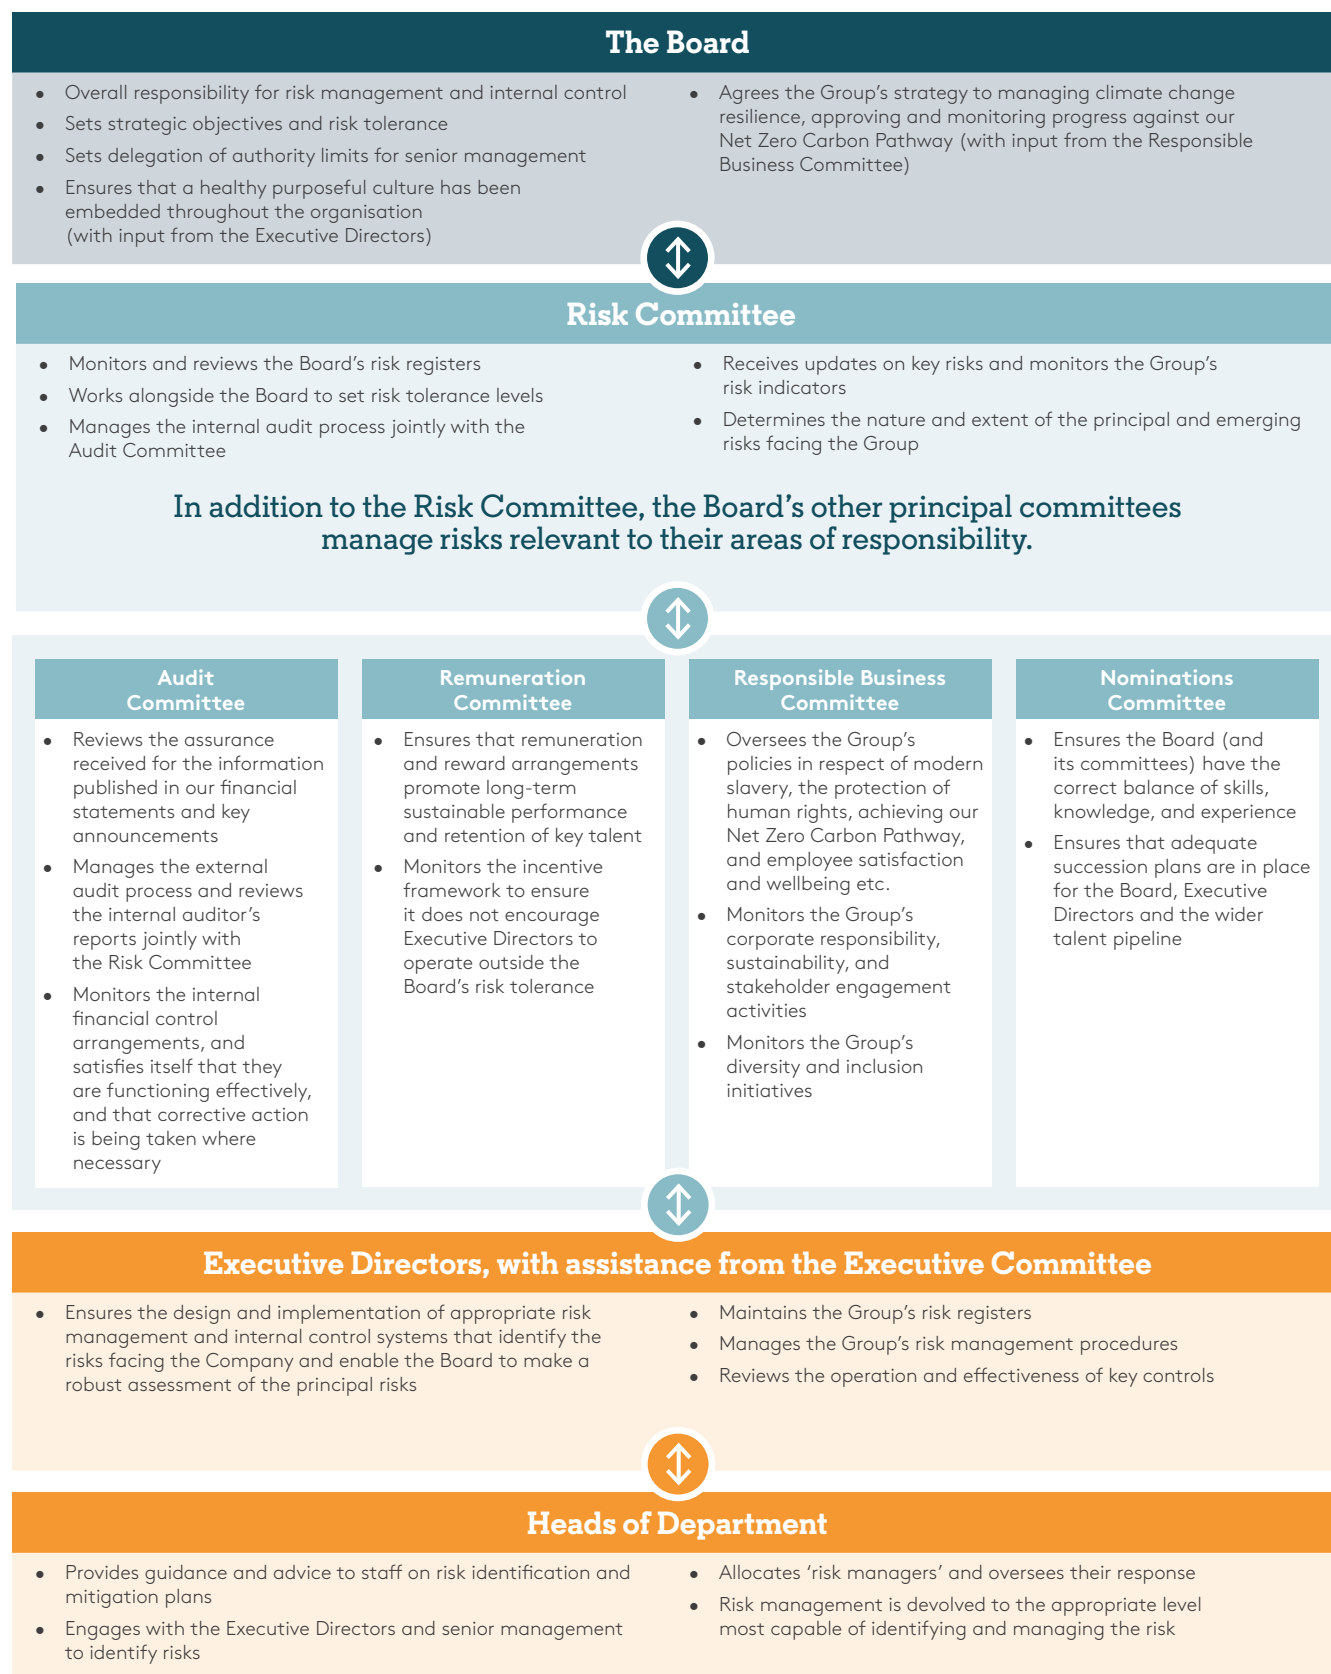 The Board
• Overall responsibility for risk management and internal control
• Sets strategic objectives and risk tolerance
• Sets delegation of authority limits for senior management
• Ensures that a healthy purposeful culture has been
embedded throughout the organisation
(with input from the Executive Directors)
• Agrees the Group’s strategy to managing climate change
resilience, approving and monitoring progress against our
Net Zero Carbon Pathway (with input from the Responsible
Business Committee)
Risk Committee
• Monitors and reviews the Board’s risk registers
• Works alongside the Board to set risk tolerance levels
• Manages the internal audit process jointly with the
Audit Committee
• Receives updates on key risks and monitors the Group’s
risk indicators
• Determines the nature and extent of the principal and emerging
risks facing the Group
In addition to the Risk Committee, the Board’s other principal committees
manage risks relevant to their areas of responsibility.
Audit
Committee
• Reviews the assurance
received for the information
published in our financial
statements and key
announcements
• Manages the external
audit process and reviews
the internal auditor’s
reports jointly with
the Risk Committee
• Monitors the internal
financial control
arrangements, and
satisfies itself that they
are functioning effectively,
and that corrective action
is being taken where
necessary
Remuneration
Committee
• Ensures that remuneration
and reward arrangements
promote long-term
sustainable performance
and retention of key talent
• Monitors the incentive
framework to ensure
it does not encourage
Executive Directors to
operate outside the
Board’s risk tolerance
Responsible Business
Committee
• Oversees the Group’s
policies in respect of modern
slavery, the protection of
human rights, achieving our
Net Zero Carbon Pathway,
and employee satisfaction
and wellbeing etc.
• Monitors the Group’s
corporate responsibility,
sustainability, and
stakeholder engagement
activities
• Monitors the Group’s
diversity and inclusion
initiatives
Nominations
Committee
• Ensures the Board (and
its committees) have the
correct balance of skills,
knowledge, and experience
• Ensures that adequate
succession plans are in place
for the Board, Executive
Directors and the wider
talent pipeline
Executive Directors, with assistance from the Executive Committee
• Ensures the design and implementation of appropriate risk
management and internal control systems that identify the
risks facing the Company and enable the Board to make a
robust assessment of the principal risks
• Maintains the Group’s risk registers
• Manages the Group’s risk management procedures
• Reviews the operation and effectiveness of key controls
Heads of Department
• Provides guidance and advice to staff on risk identification and
mitigation plans
• Engages with the Executive Directors and senior management
to identify risks
• Allocates ‘risk managers’ and oversees their response
• Risk management is devolved to the appropriate level
most capable of identifying and managing the risk